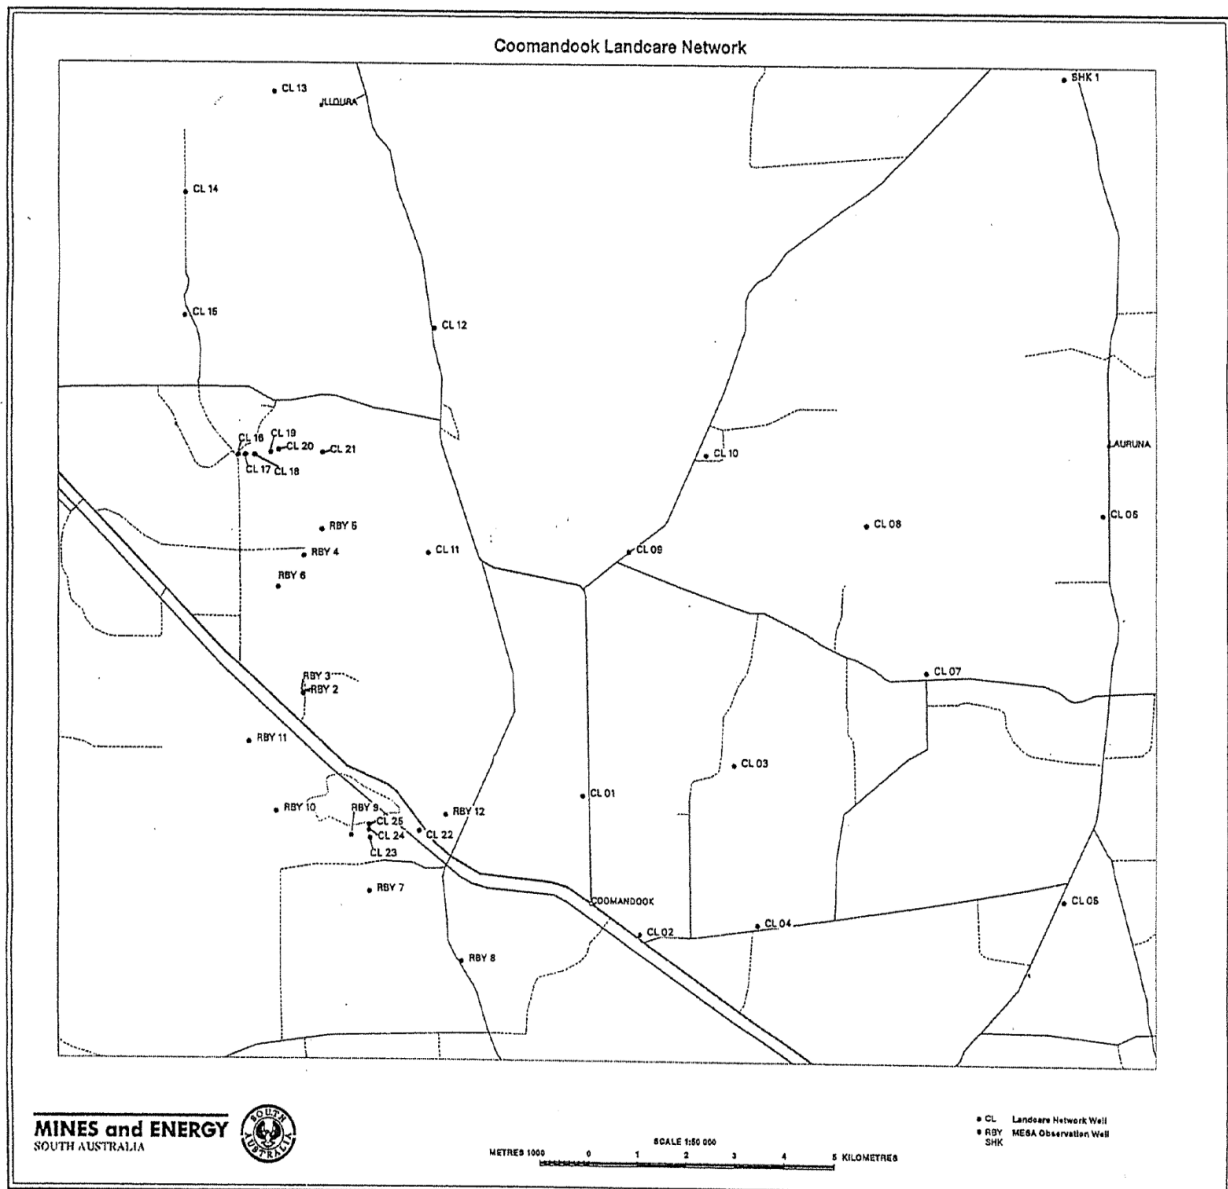 Coomandook Landcare Network
SHK 1
CL 13
ILLOURA
CL 14
CL 15
CL 12
CL 16
CL 19
CL 20
CL 21
CL 17
CL 18
CL 10
LAURUNA
RBY 5
CL 08
CL 06
RBY 4
CL 11
CL 09
RBY 6
RBY 3
RBY 2
CL 07
RBY 11
CL 03
CL 01
RBY 10
RBY 9
RBY 12
CL 25
CL 24
CL 22
CL 23
RBY 7
COOMANDOOK
CL 05
CL 04
CL 02
RBY 8
MINES and ENERGY
SOUTH AUSTRALIA
SOUTH
AUSTRALIA
SCALE 1:50 000
METRES 1000 0 1 2 3 4 5 KILOMETRES
CL Landcare Network Well
RBY MESA Observation Well
SHK